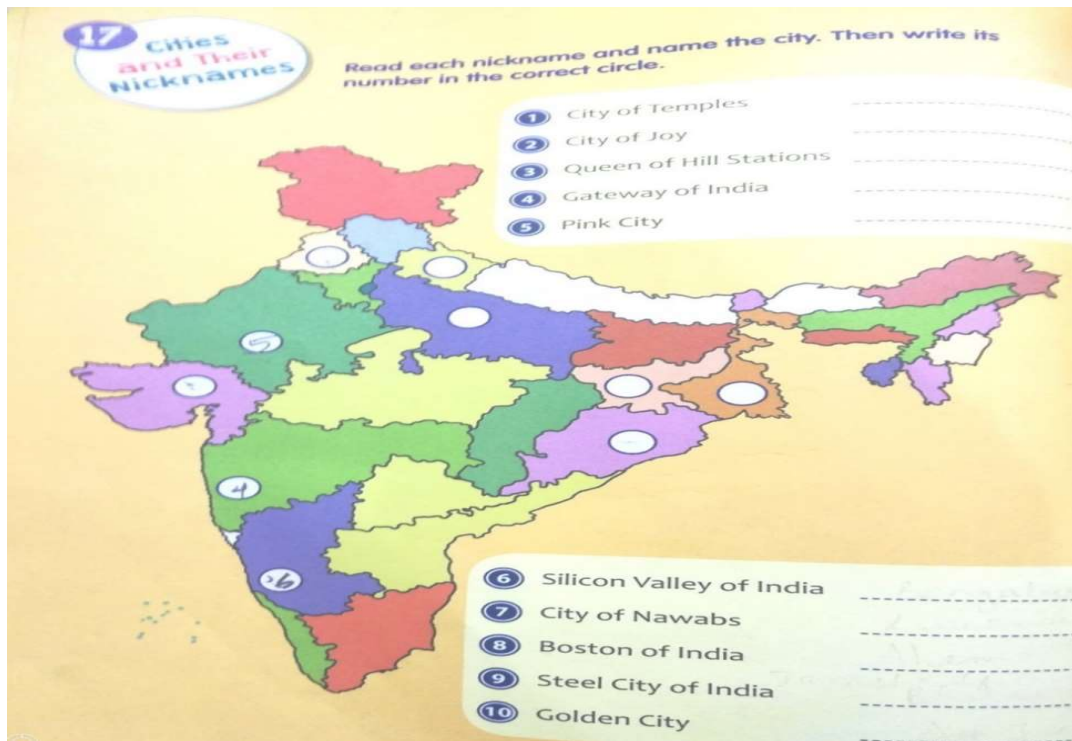 17
Cities
and Their
Nicknames
Read each nickname and name the city. Then write its
number in the correct circle.
1 City of Temples
2 City of Joy
3 Queen of Hill Stations
4 Gateway of India
5 Pink City
5
4
6
6 Silicon Valley of India
7 City of Nawabs
8 Boston of India
9 Steel City of India
10 Golden City